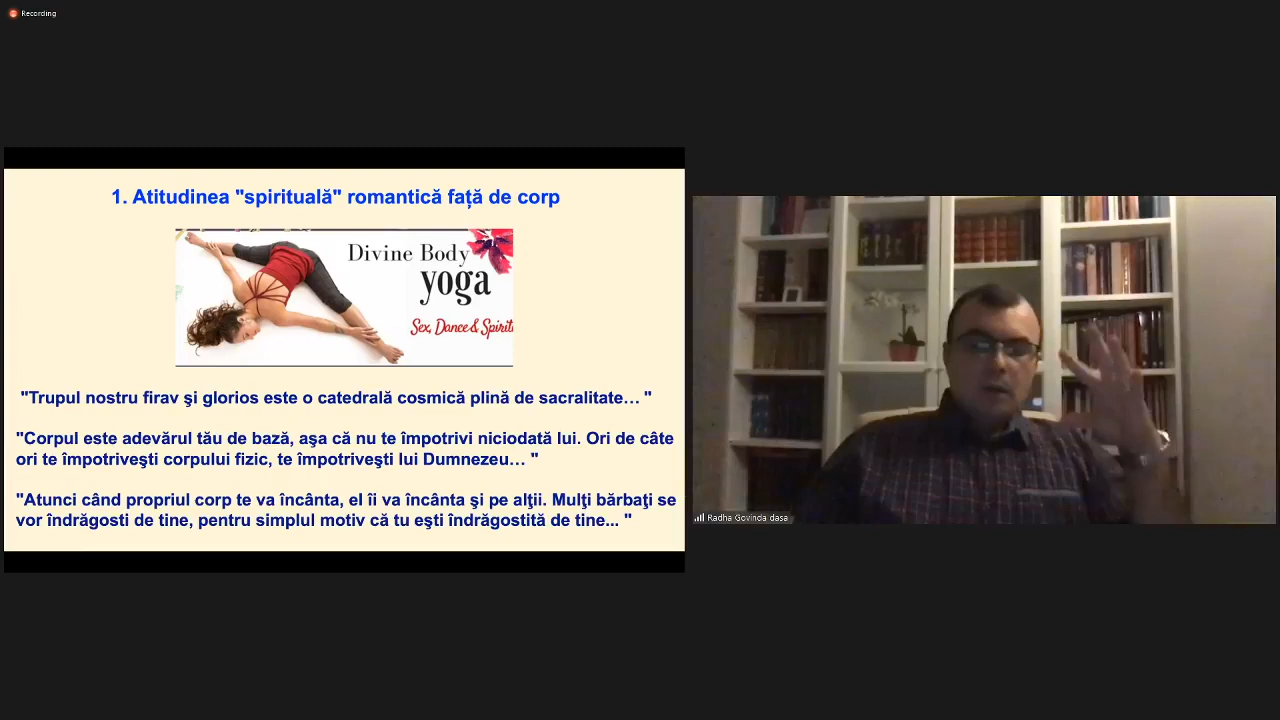 Recording
1. Atitudinea "spirituală" romantică față de corp
Divine Body
yoga
Sex, Dance & Spirit
"Trupul nostru firav şi glorios este o catedrală cosmică plină de sacralitate… "
"Corpul este adevărul tău de bază, aşa că nu te împotrivi niciodată lui. Ori de câte
ori te împotriveşti corpului fizic, te împotriveşti lui Dumnezeu… "
"Atunci când propriul corp te va încânta, el îi va încânta şi pe alţii. Mulţi bărbaţi se
vor îndrăgosti de tine, pentru simplul motiv că tu eşti îndrăgostită de tine... "
Radha Govinda dasa